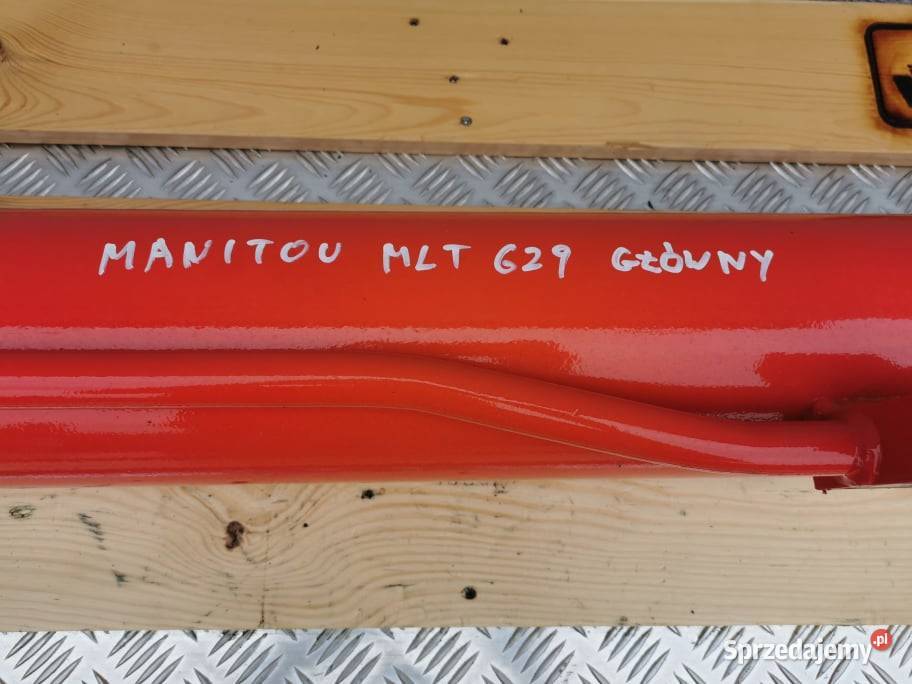 MANITOU MLT 629 GŁÓWNY
Sprzedajemy.pl